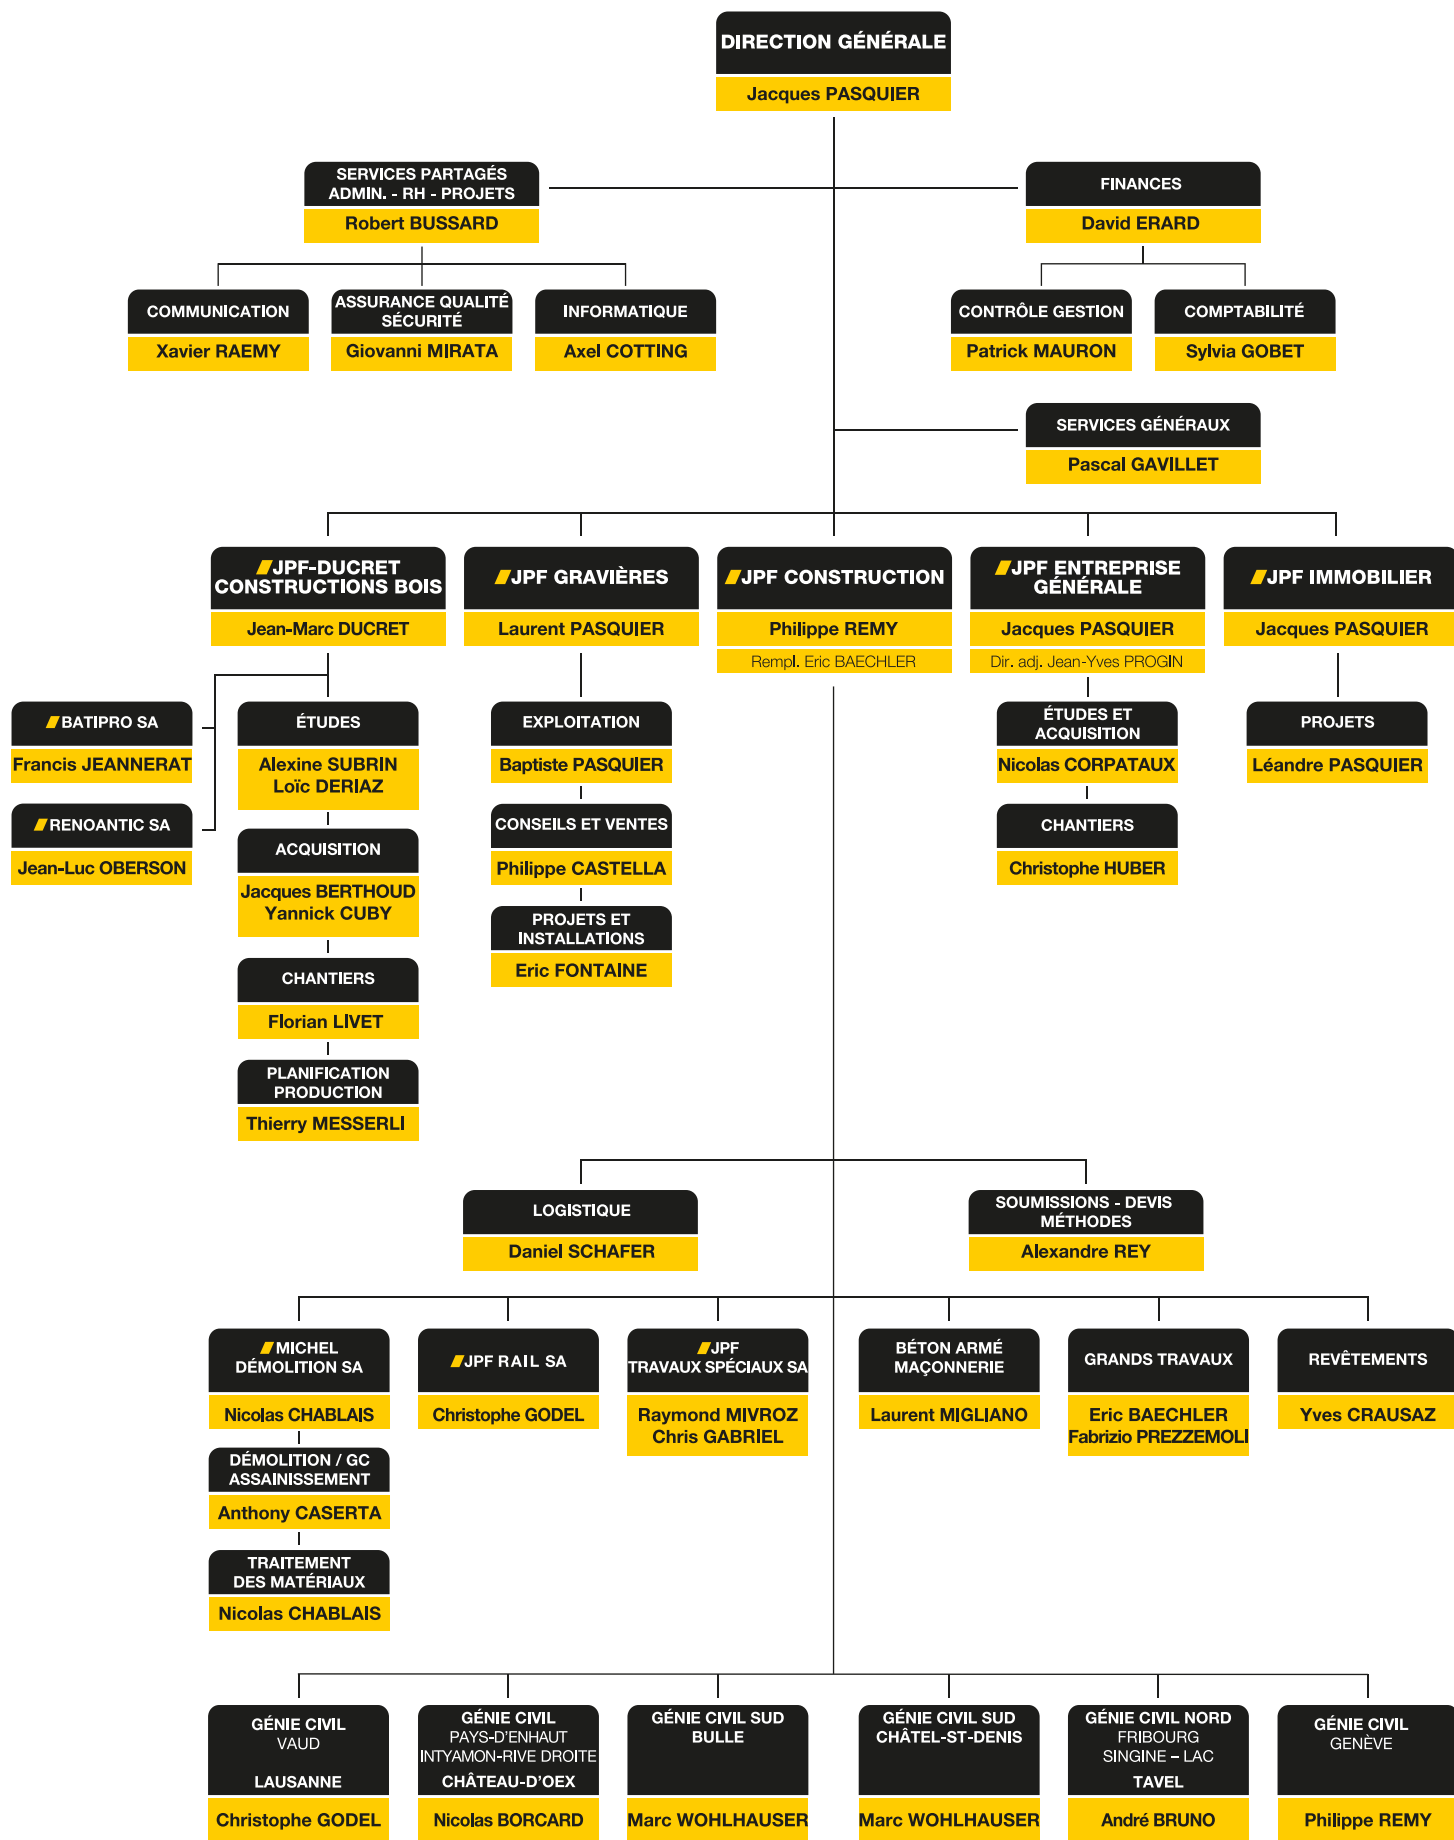 DIRECTION GÉNÉRALE
Jacques PASQUIER
SERVICES PARTAGÉS
ADMIN. - RH - PROJETS
Robert BUSSARD
FINANCES
David ERARD
COMMUNICATION
Xavier RAEMY
ASSURANCE QUALITÉ
SÉCURITÉ
Giovanni MIRATA
INFORMATIQUE
Axel COTTING
CONTRÔLE GESTION
Patrick MAURON
COMPTABILITÉ
Sylvia GOBET
SERVICES GÉNÉRAUX
Pascal GAVILLET
JPF-DUCRET
CONSTRUCTIONS BOIS
Jean-Marc DUCRET
JPF GRAVIÈRES
Laurent PASQUIER
JPF CONSTRUCTION
Philippe REMY
Rempl. Eric BAECHLER
JPF ENTREPRISE
GÉNÉRALE
Jacques PASQUIER
Dir. adj. Jean-Yves PROGIN
JPF IMMOBILIER
Jacques PASQUIER
BATIPRO SA
Francis JEANNERAT
RENOANTIC SA
Jean-Luc OBERSON
ÉTUDES
Alexine SUBRIN
Loïc DERIAZ
ACQUISITION
Jacques BERTHOUD
Yannick CUBY
CHANTIERS
Florian LIVET
PLANIFICATION
PRODUCTION
Thierry MESSERLI
EXPLOITATION
Baptiste PASQUIER
CONSEILS ET VENTES
Philippe CASTELLA
PROJETS ET
INSTALLATIONS
Eric FONTAINE
ÉTUDES ET
ACQUISITION
Nicolas CORPATAUX
CHANTIERS
Christophe HUBER
PROJETS
Léandre PASQUIER
LOGISTIQUE
Daniel SCHAFER
SOUMISSIONS - DEVIS
MÉTHODES
Alexandre REY
MICHEL
DÉMOLITION SA
Nicolas CHABLAIS
DÉMOLITION / GC
ASSAINISSEMENT
Anthony CASERTA
TRAITEMENT
DES MATÉRIAUX
Nicolas CHABLAIS
JPF RAIL SA
Christophe GODEL
JPF
TRAVAUX SPÉCIAUX SA
Raymond MIVROZ
Chris GABRIEL
BÉTON ARMÉ
MAÇONNERIE
Laurent MIGLIANO
GRANDS TRAVAUX
Eric BAECHLER
Fabrizio PREZZEMOLI
REVÊTEMENTS
Yves CRAUSAZ
GÉNIE CIVIL
VAUD
LAUSANNE
Christophe GODEL
GÉNIE CIVIL
PAYS-D'ENHAUT
INTYAMON-RIVE DROITE
CHÂTEAU-D'OEX
Nicolas BORCARD
GÉNIE CIVIL SUD
BULLE
Marc WOHLHAUSER
GÉNIE CIVIL SUD
CHÂTEL-ST-DENIS
Marc WOHLHAUSER
GÉNIE CIVIL NORD
FRIBOURG
SINGINE – LAC
TAVEL
André BRUNO
GÉNIE CIVIL
GENÈVE
Philippe REMY